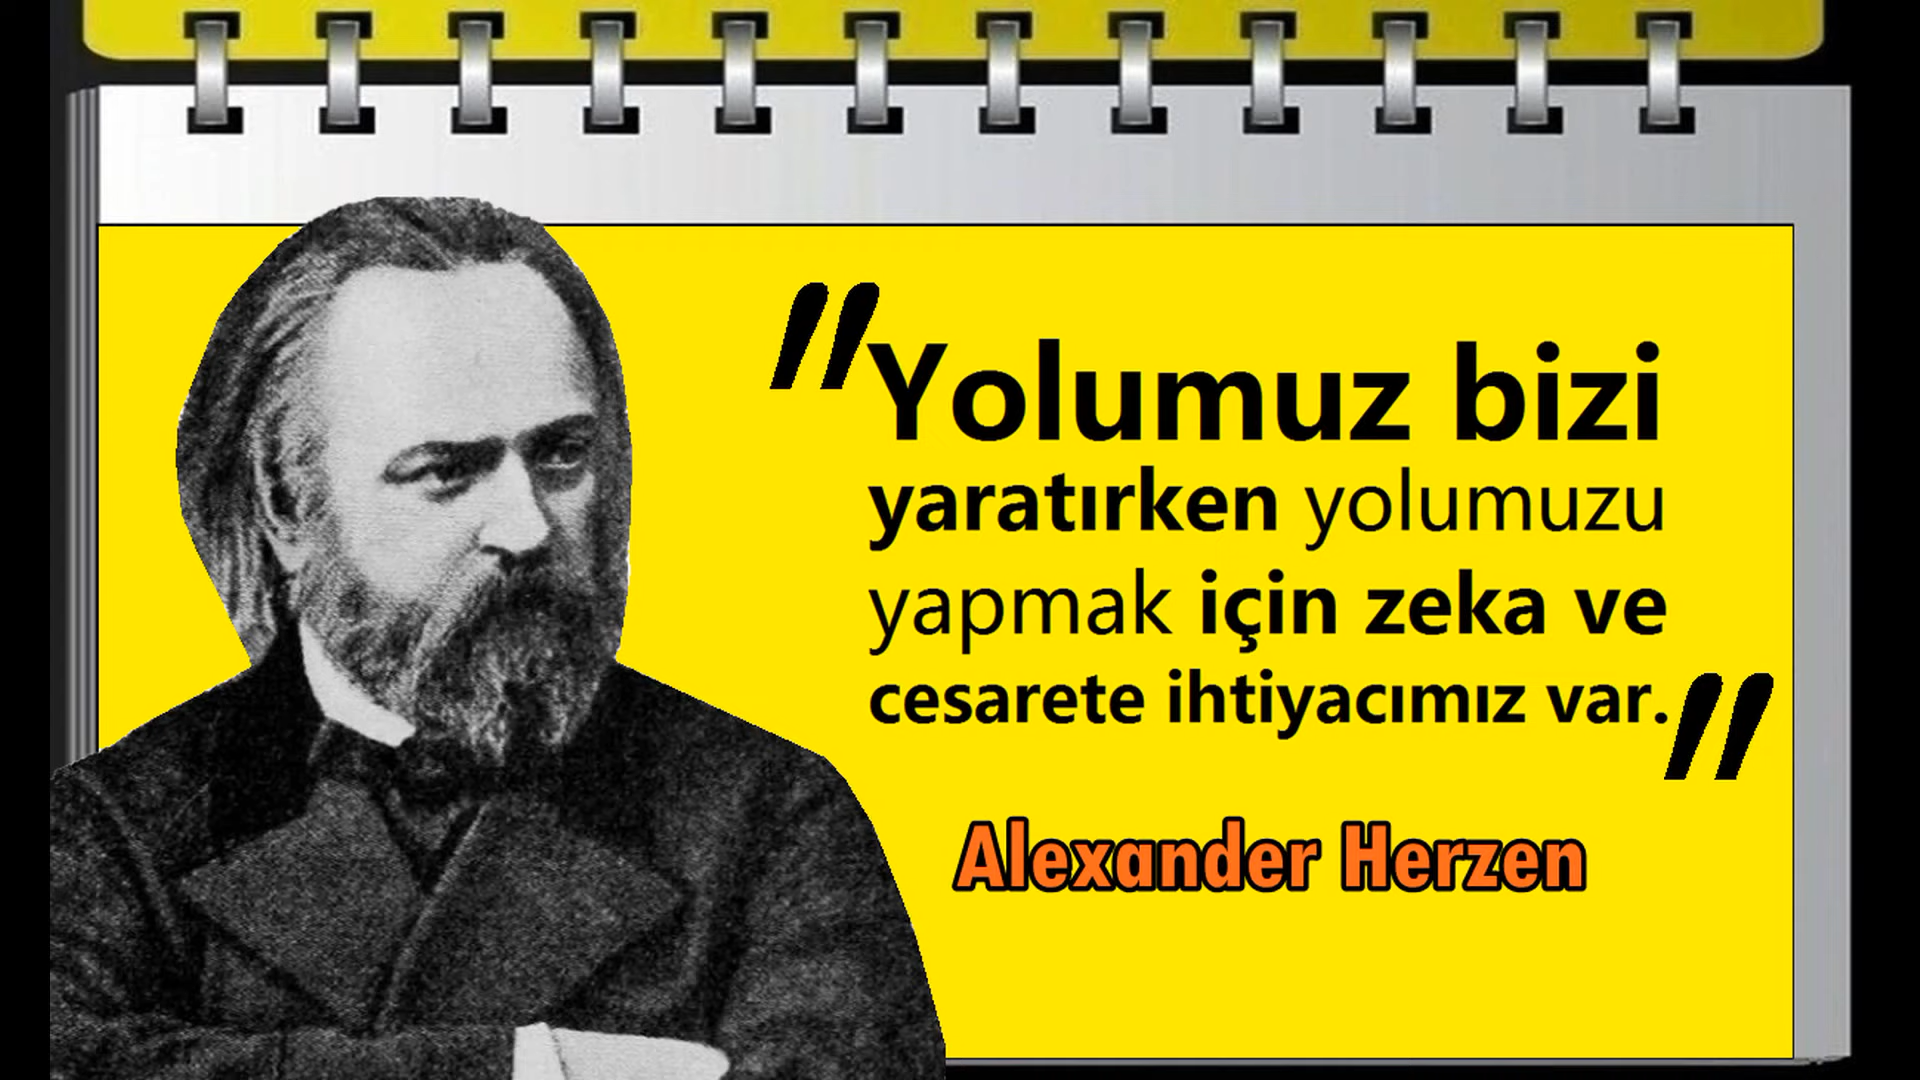 "Yolumuz bizi
yaratırken yolumuzu
yapmak için zeka ve
cesarete ihtiyacımız var."
Alexander Herzen